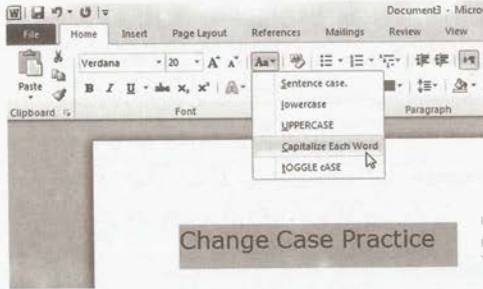 Document3 - Micro
File Home Insert Page Layout References Mailings Review View
Verdana 20 A A Aa
Paste B I U abc x, x² A
Clipboard Font Paragraph
Sentence case.
lowercase
UPPERCASE
Capitalize Each Word
tOGGLE cASE
Change Case Practice